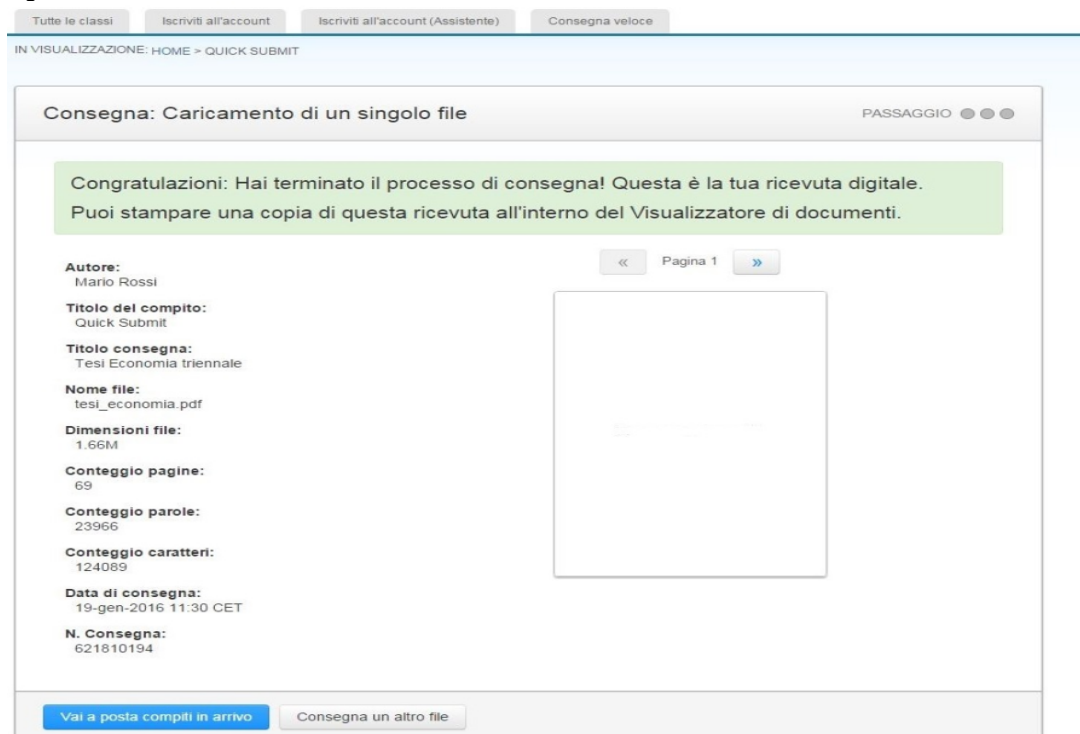 Tutte le classi Iscriviti all'account Iscriviti all'account (Assistente) Consegna veloce
IN VISUALIZZAZIONE: HOME > QUICK SUBMIT
Consegna: Caricamento di un singolo file PASSAGGIO
Congratulazioni: Hai terminato il processo di consegna! Questa è la tua ricevuta digitale.
Puoi stampare una copia di questa ricevuta all'interno del Visualizzatore di documenti.
« Pagina 1 »
Autore:
Mario Rossi
Titolo del compito:
Quick Submit
Titolo consegna:
Tesi Economia triennale
Nome file:
tesi_economia.pdf
Dimensioni file:
1.66M
Conteggio pagine:
69
Conteggio parole:
23966
Conteggio caratteri:
124089
Data di consegna:
19-gen-2016 11:30 CET
N. Consegna:
621810194
Vai a posta compiti in arrivo Consegna un altro file